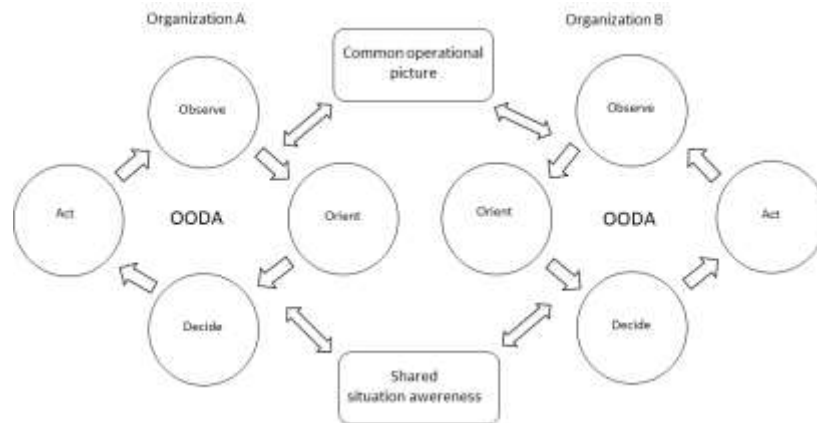 Organization A
Organization B
Common operational
picture
Observe
Observe
Act
OODA
Orient
Orient
OODA
Act
Decide
Decide
Shared
situation awereness